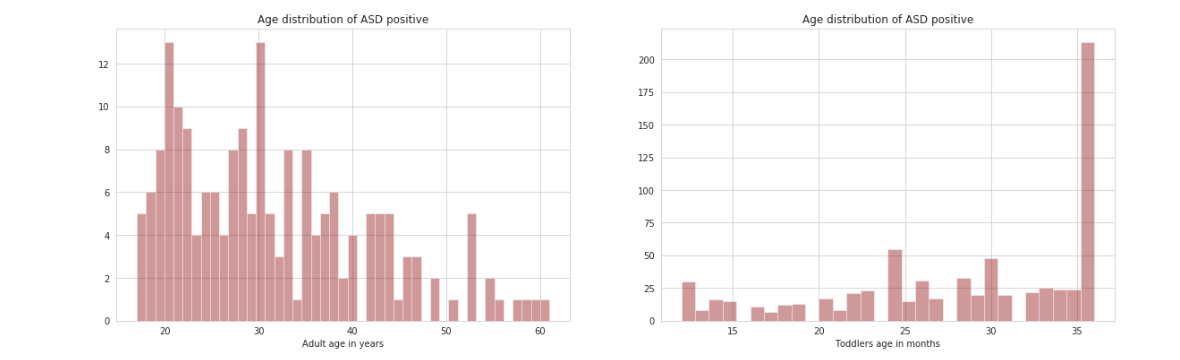 Age distribution of ASD positive
12
10
8
6
4
2
0
20 30 40 50 60
Adult age in years
Age distribution of ASD positive
200
175
150
125
100
75
50
25
0
15 20 25 30 35
Toddlers age in months